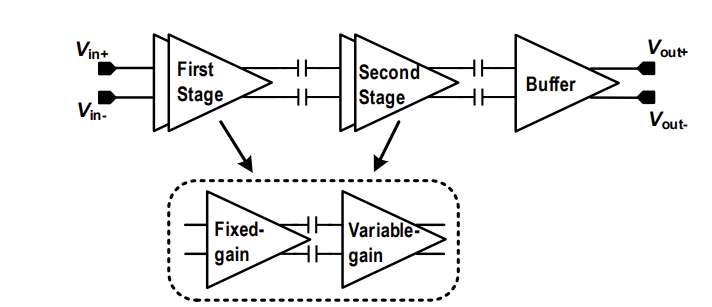 Vin+
Vin-
First
Stage
Second
Stage
Buffer
Vout+
Vout-
Fixed-
gain
Variable-
gain